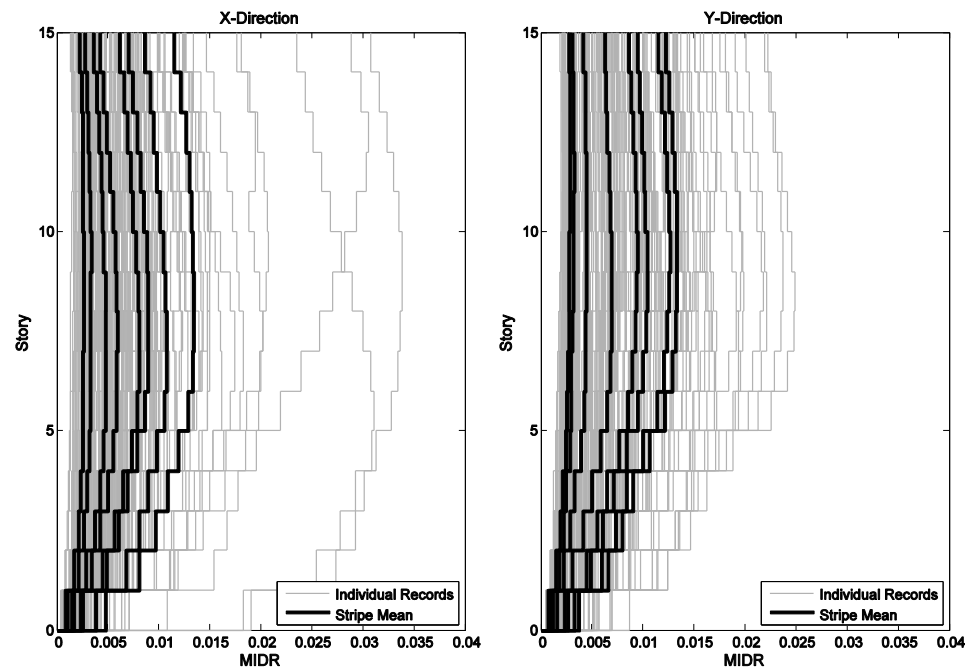 X-Direction
15
10
5
0
Story
0 0.005 0.01 0.015 0.02 0.025 0.03 0.035 0.04
MIDR
Individual Records
Stripe Mean
Y-Direction
15
10
5
0
Story
0 0.005 0.01 0.015 0.02 0.025 0.03 0.035 0.04
MIDR
Individual Records
Stripe Mean